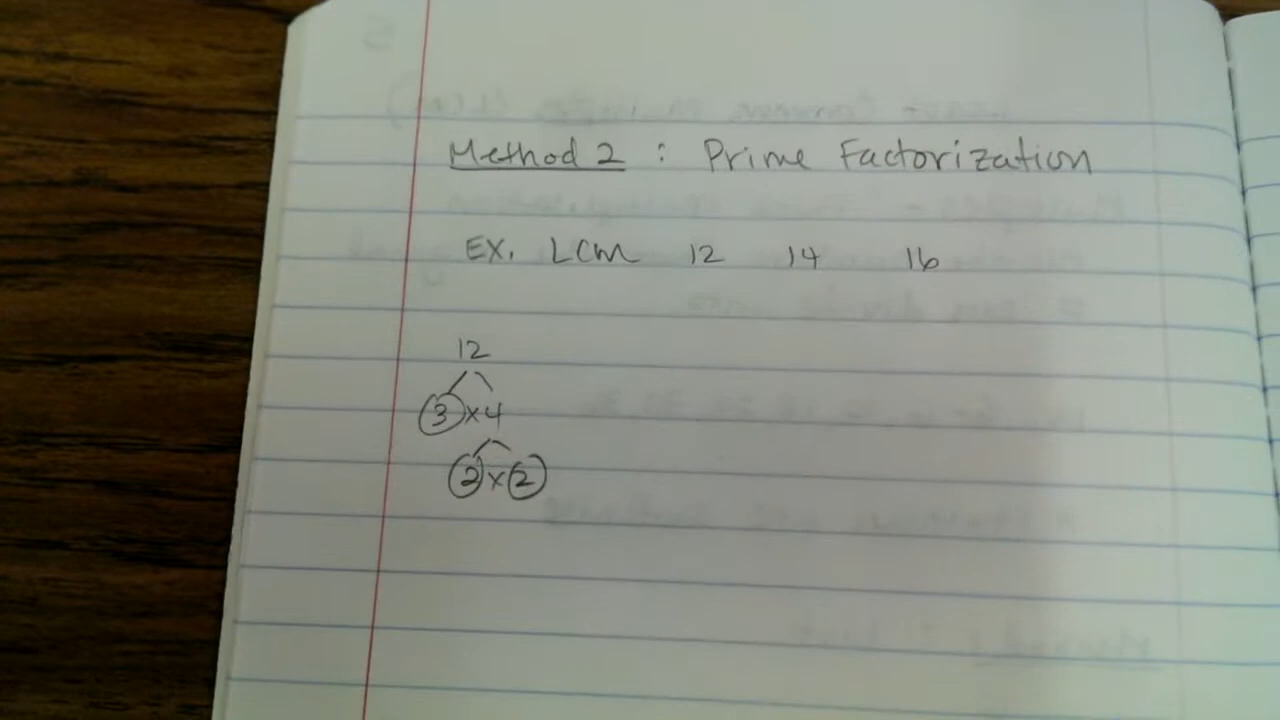 Method 2 : Prime Factorization
EX. LCM 12 14 16
12
3 x 4
2 x 2